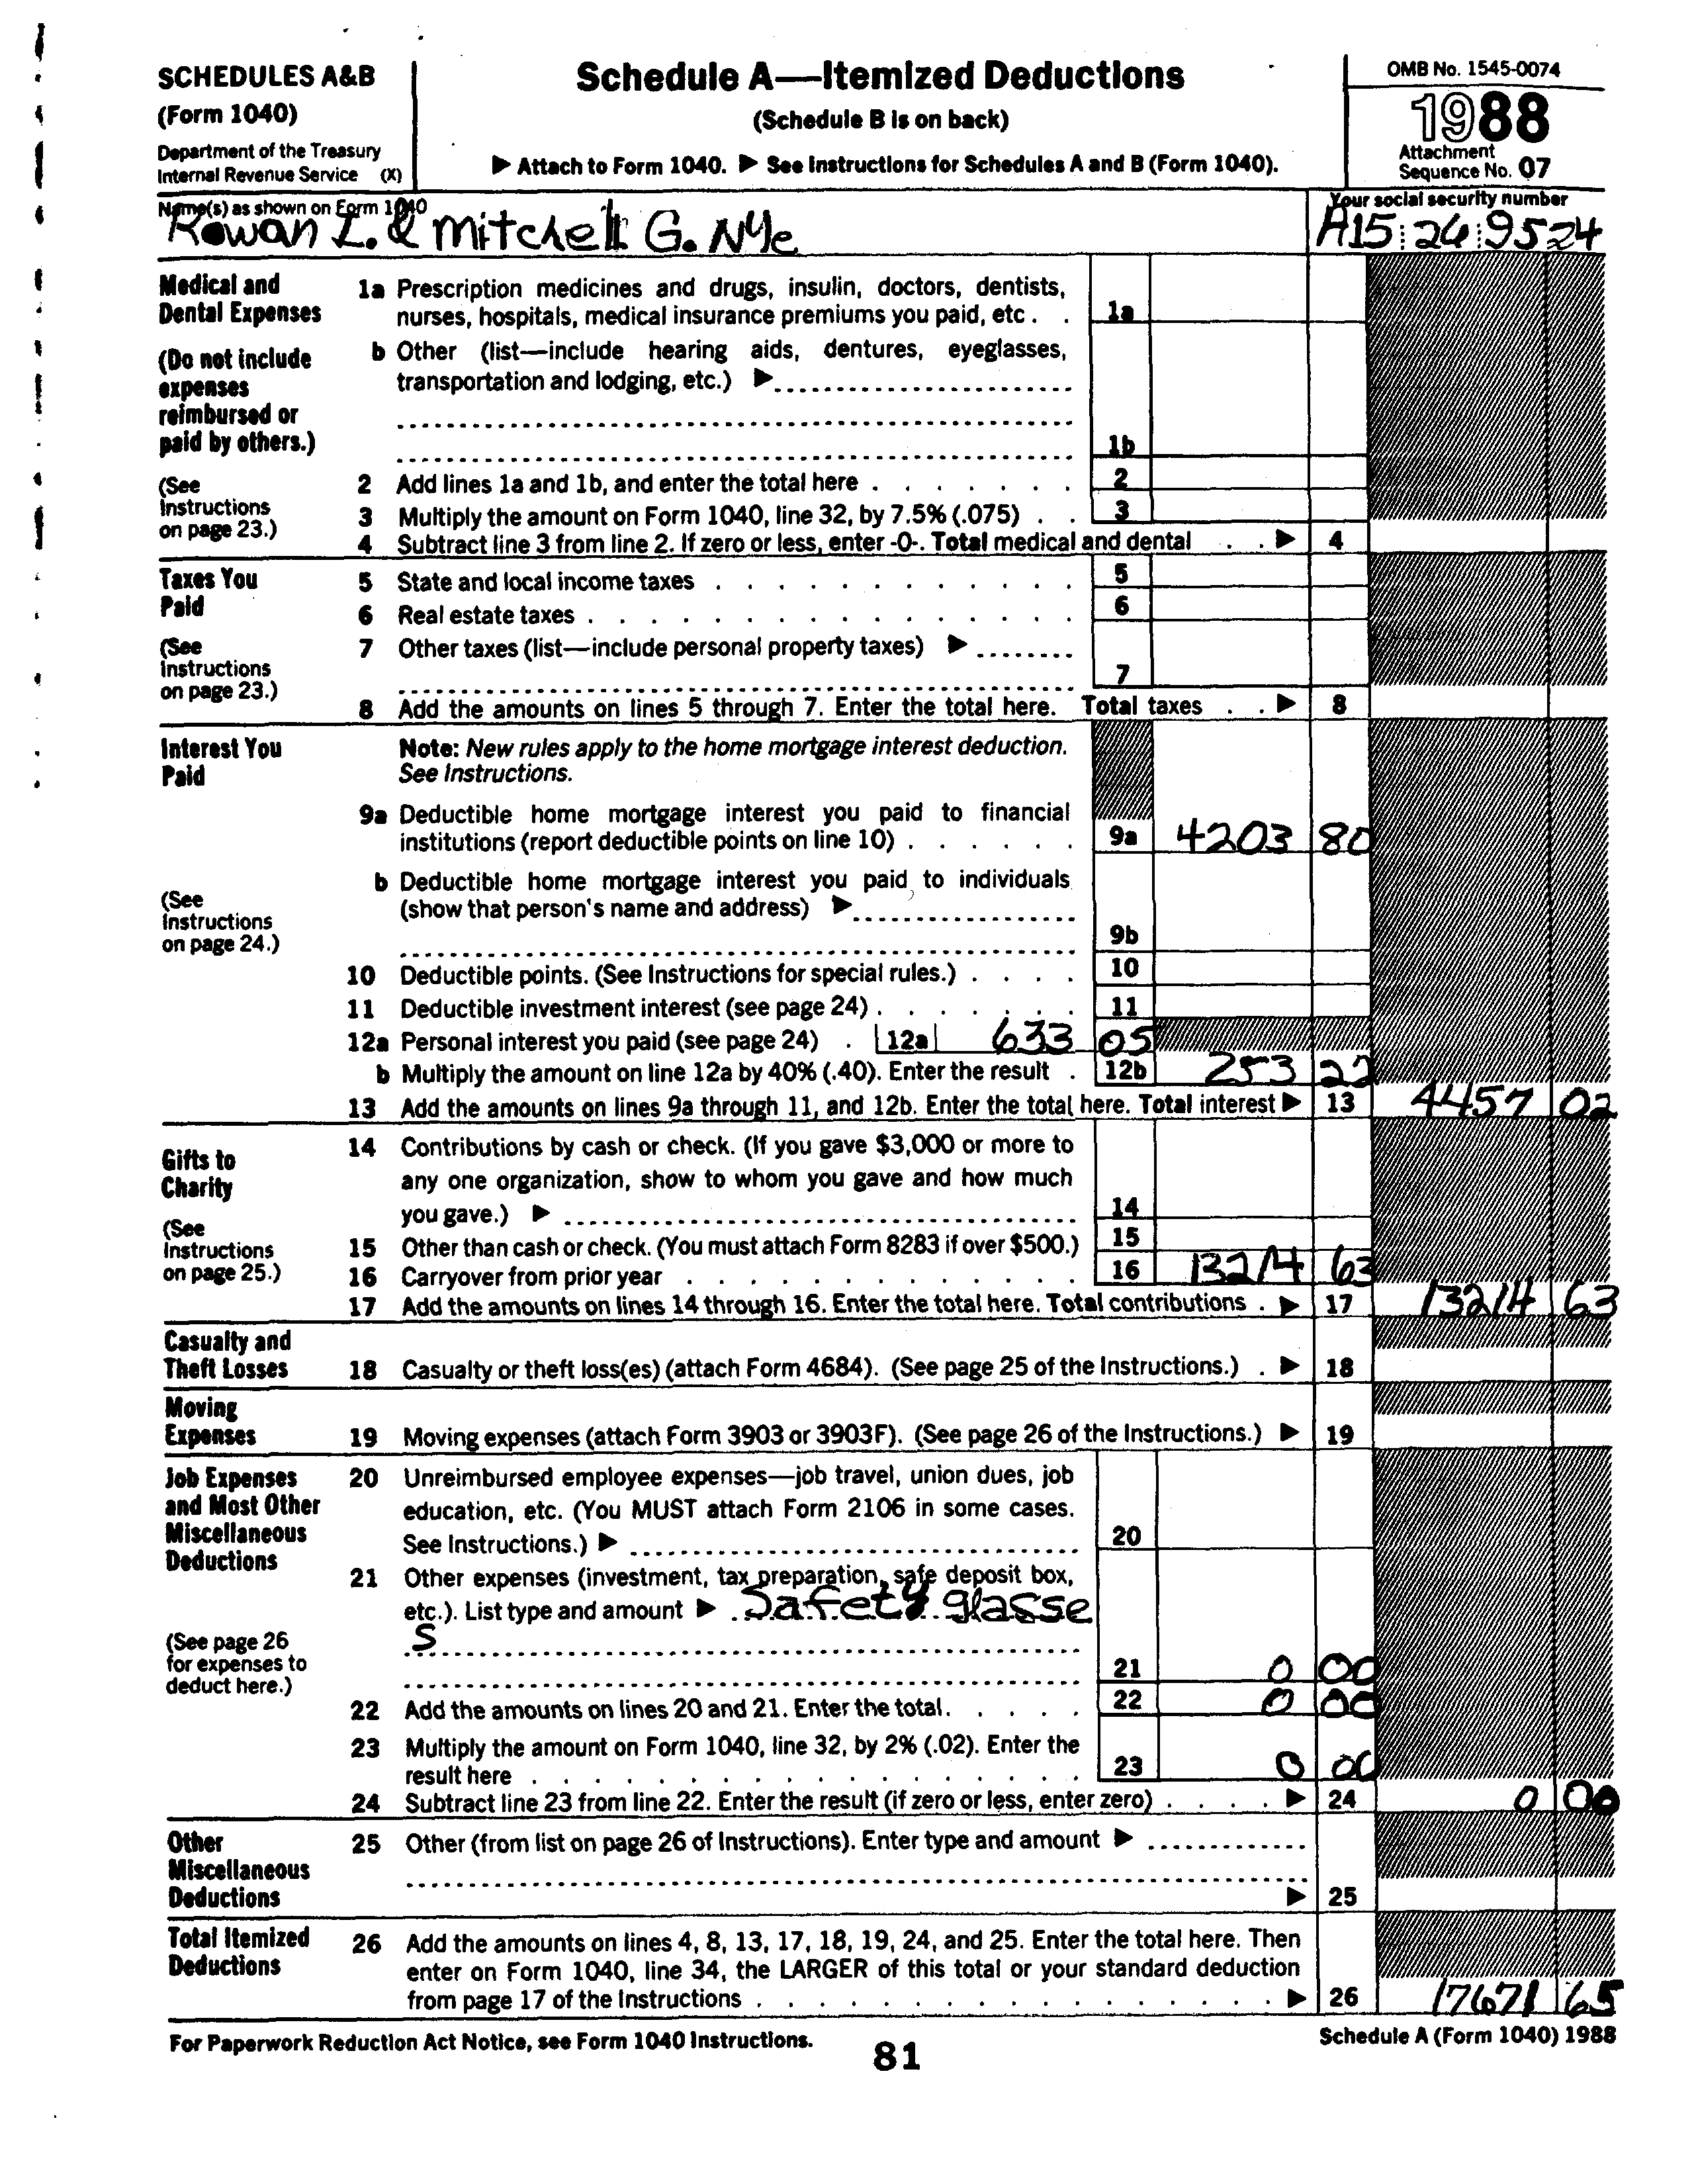 SCHEDULES A&B
(Form 1040)
Department of the Treasury
Internal Revenue Service (X)
Schedule A—Itemized Deductions
(Schedule B is on back)
▶ Attach to Form 1040. ▶ See Instructions for Schedules A and B (Form 1040).
OMB No. 1545-0074
1988
Attachment
Sequence No. 07
Name(s) as shown on Form 1040
Rowan I. & Mitchell G. Nye
Your social security number
A15 26 9524
Medical and
Dental Expenses
(Do not include
expenses
reimbursed or
paid by others.)
(See
Instructions
on page 23.)
1a Prescription medicines and drugs, insulin, doctors, dentists,
nurses, hospitals, medical insurance premiums you paid, etc . . 1a
b Other (list—include hearing aids, dentures, eyeglasses,
transportation and lodging, etc.) ▶
1b
2 Add lines 1a and 1b, and enter the total here . . . . . . . 2
3 Multiply the amount on Form 1040, line 32, by 7.5% (.075) . . 3
4 Subtract line 3 from line 2. If zero or less, enter -0-. Total medical and dental . . ▶ 4
Taxes You
Paid
(See
Instructions
on page 23.)
5 State and local income taxes . . . . . . . . . . . 5
6 Real estate taxes . . . . . . . . . . . . . . . 6
7 Other taxes (list—include personal property taxes) ▶
7
8 Add the amounts on lines 5 through 7. Enter the total here. Total taxes . . ▶ 8
Interest You
Paid
(See
Instructions
on page 24.)
Note: New rules apply to the home mortgage interest deduction.
See Instructions.
9a Deductible home mortgage interest you paid to financial
institutions (report deductible points on line 10) . . . . . . 9a 4203 80
b Deductible home mortgage interest you paid to individuals
(show that person's name and address) ▶
9b
10 Deductible points. (See Instructions for special rules.) . . . . 10
11 Deductible investment interest (see page 24) . . . . . . . 11
12a Personal interest you paid (see page 24) . 12a 633 05
b Multiply the amount on line 12a by 40% (.40). Enter the result . 12b 253 22
13 Add the amounts on lines 9a through 11, and 12b. Enter the total here. Total interest ▶ 13 4457 02
Gifts to
Charity
(See
Instructions
on page 25.)
14 Contributions by cash or check. (If you gave $3,000 or more to
any one organization, show to whom you gave and how much
you gave.) ▶ 14
15 Other than cash or check. (You must attach Form 8283 if over $500.) 15
16 Carryover from prior year . . . . . . . . . . . . 16 13214 63
17 Add the amounts on lines 14 through 16. Enter the total here. Total contributions . ▶ 17 13214 63
Casualty and
Theft Losses
18 Casualty or theft loss(es) (attach Form 4684). (See page 25 of the Instructions.) . ▶ 18
Moving
Expenses
19 Moving expenses (attach Form 3903 or 3903F). (See page 26 of the Instructions.) ▶ 19
Job Expenses
and Most Other
Miscellaneous
Deductions
(See page 26
for expenses to
deduct here.)
20 Unreimbursed employee expenses—job travel, union dues, job
education, etc. (You MUST attach Form 2106 in some cases.
See Instructions.) ▶ 20
21 Other expenses (investment, tax preparation, safe deposit box,
etc.). List type and amount ▶ Safety glasse
s
21 0 00
22 Add the amounts on lines 20 and 21. Enter the total. . . . . 22 0 00
23 Multiply the amount on Form 1040, line 32, by 2% (.02). Enter the
result here . . . . . . . . . . . . . . . . . 23 0 00
24 Subtract line 23 from line 22. Enter the result (if zero or less, enter zero) . . . . ▶ 24 0 00
Other
Miscellaneous
Deductions
25 Other (from list on page 26 of Instructions). Enter type and amount ▶
▶ 25
Total Itemized
Deductions
26 Add the amounts on lines 4, 8, 13, 17, 18, 19, 24, and 25. Enter the total here. Then
enter on Form 1040, line 34, the LARGER of this total or your standard deduction
from page 17 of the Instructions . . . . . . . . . . . . . . . . ▶ 26 17671 65
For Paperwork Reduction Act Notice, see Form 1040 Instructions.
81
Schedule A (Form 1040) 1988